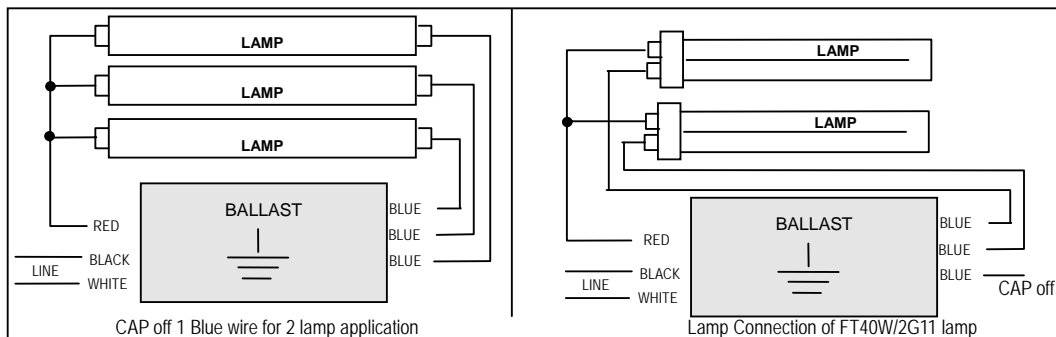 LAMP
LAMP
LAMP
BALLAST
BLUE
BLUE
BLUE
RED
BLACK
LINE
WHITE
CAP off 1 Blue wire for 2 lamp application
LAMP
LAMP
BALLAST
BLUE
BLUE
BLUE
CAP off
RED
BLACK
LINE
WHITE
Lamp Connection of FT40W/2G11 lamp